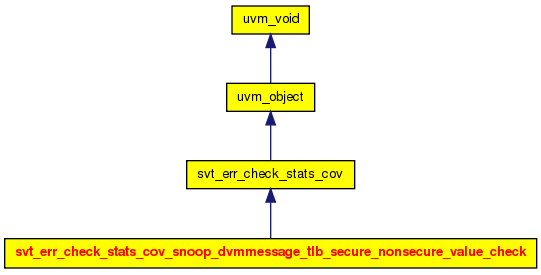 uvm_void
uvm_object
svt_err_check_stats_cov
svt_err_check_stats_cov_snoop_dvmmessage_tlb_secure_nonsecure_value_check